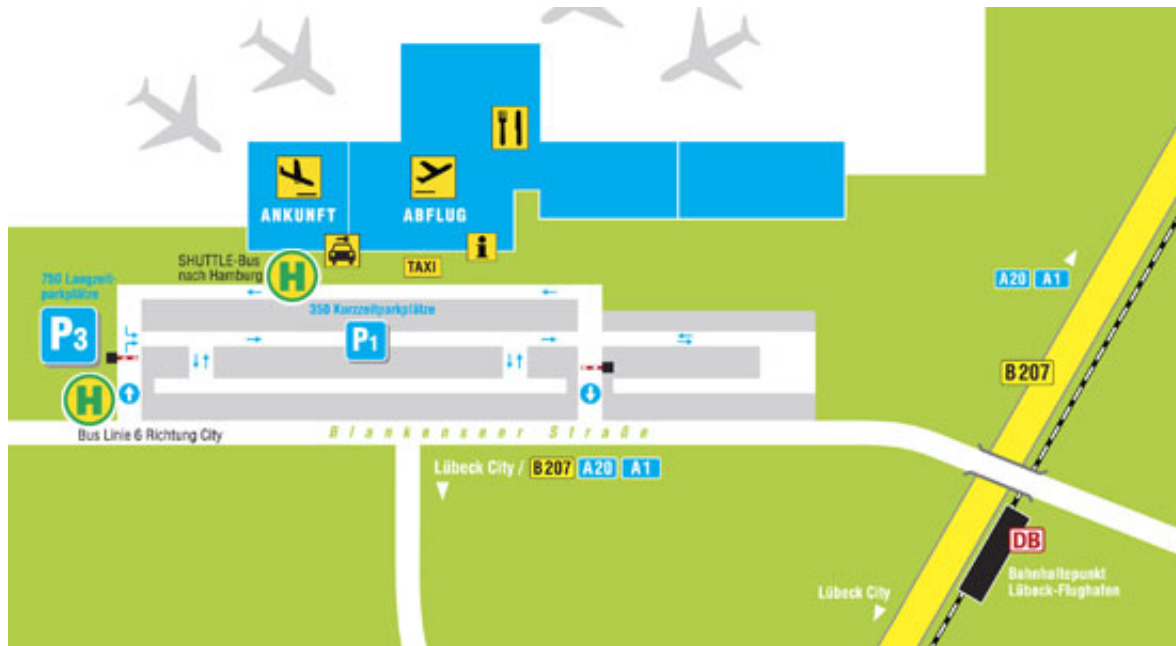 ANKUNFT
ABFLUG
SHUTTLE-Bus
nach Hamburg
H
TAXI
i
750 Langzeit-
parkplätze
P3
350 Kurzzeitparkplätze
P1
H
Bus Linie 6 Richtung City
Blankenseer Straße
Lübeck City / B207 A20 A1
A20 A1
B207
DB
Bahnhaltepunkt
Lübeck-Flughafen
Lübeck City